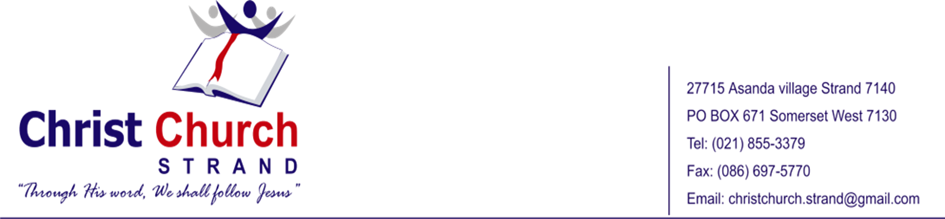 Christ Church
STRAND
"Through His word, We shall follow Jesus"
27715 Asanda village Strand 7140
PO BOX 671 Somerset West 7130
Tel: (021) 855-3379
Fax: (086) 697-5770
Email: christchurch.strand@gmail.com